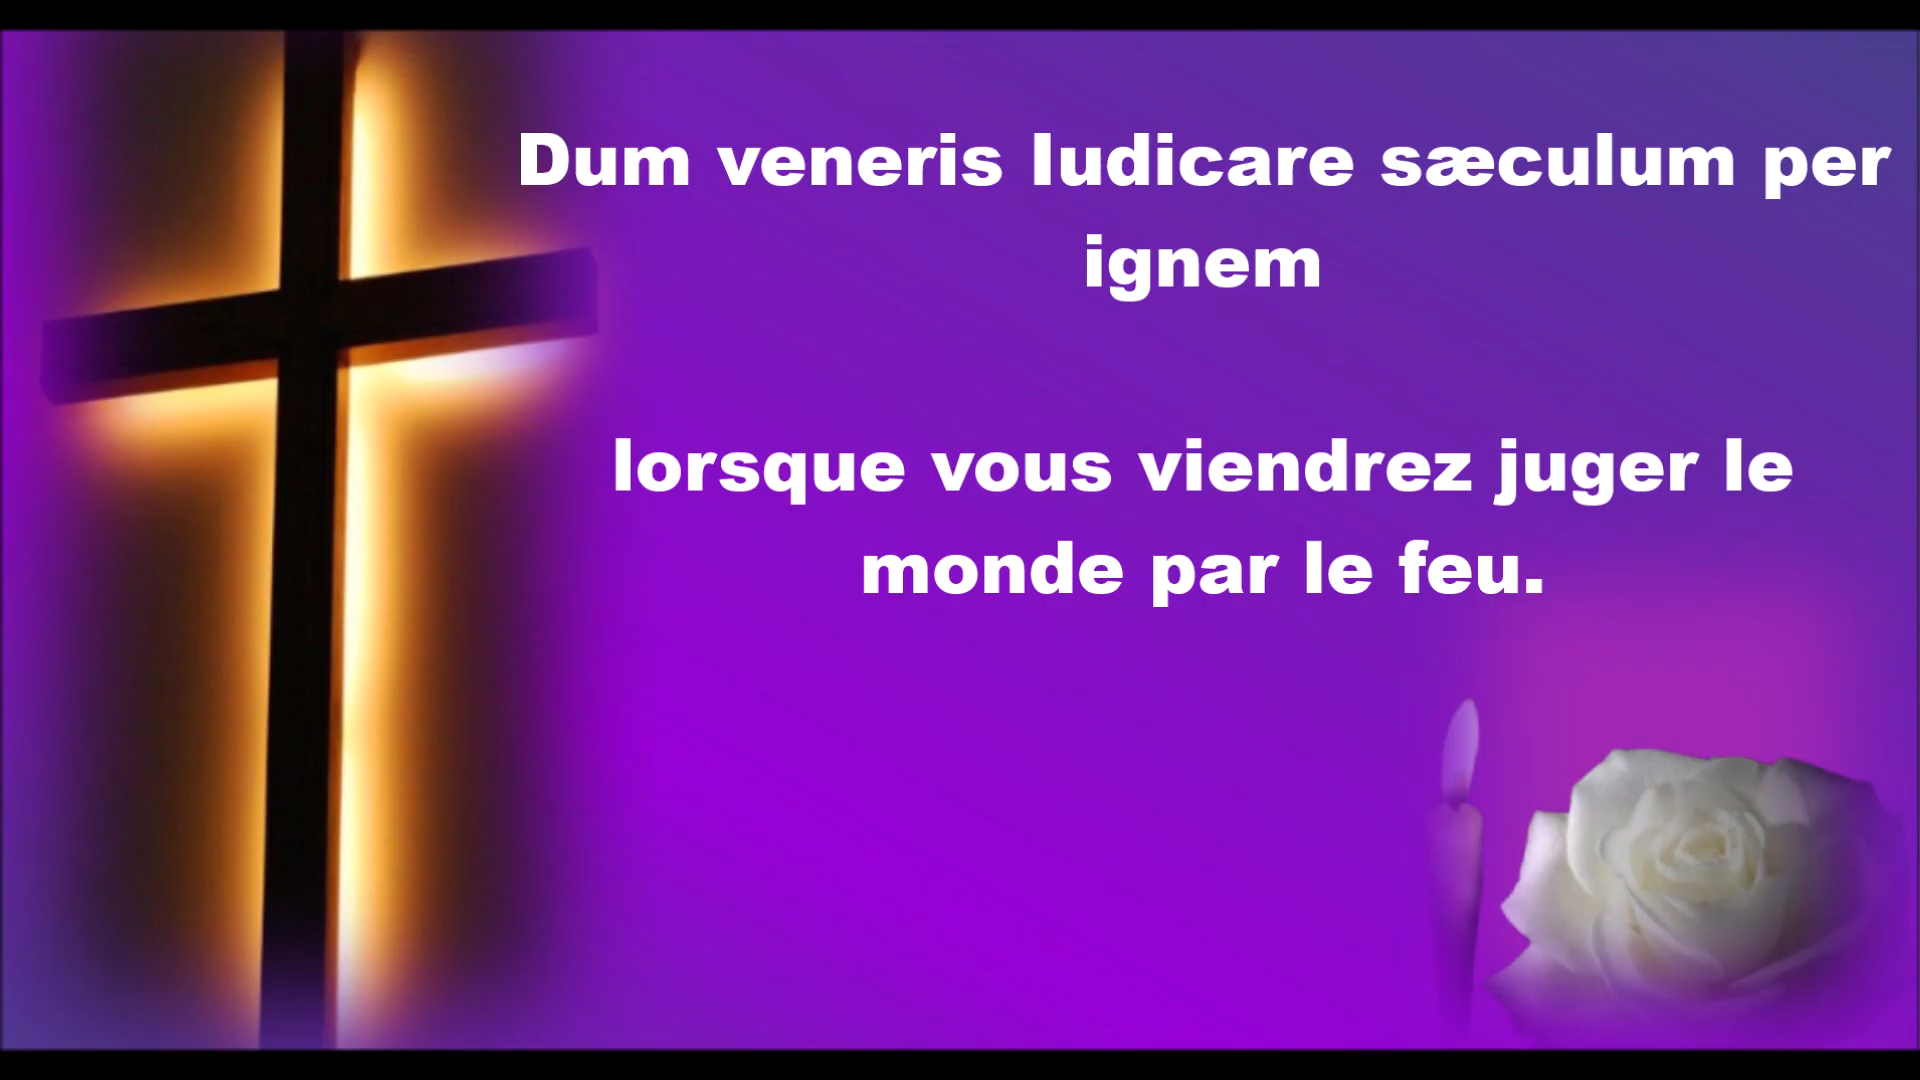 Dum veneris Iudicare sæculum per
ignem
lorsque vous viendrez juger le
monde par le feu.